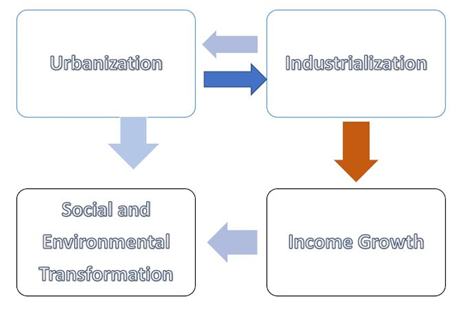 Urbanization
Industrialization
Social and
Environmental
Transformation
Income Growth